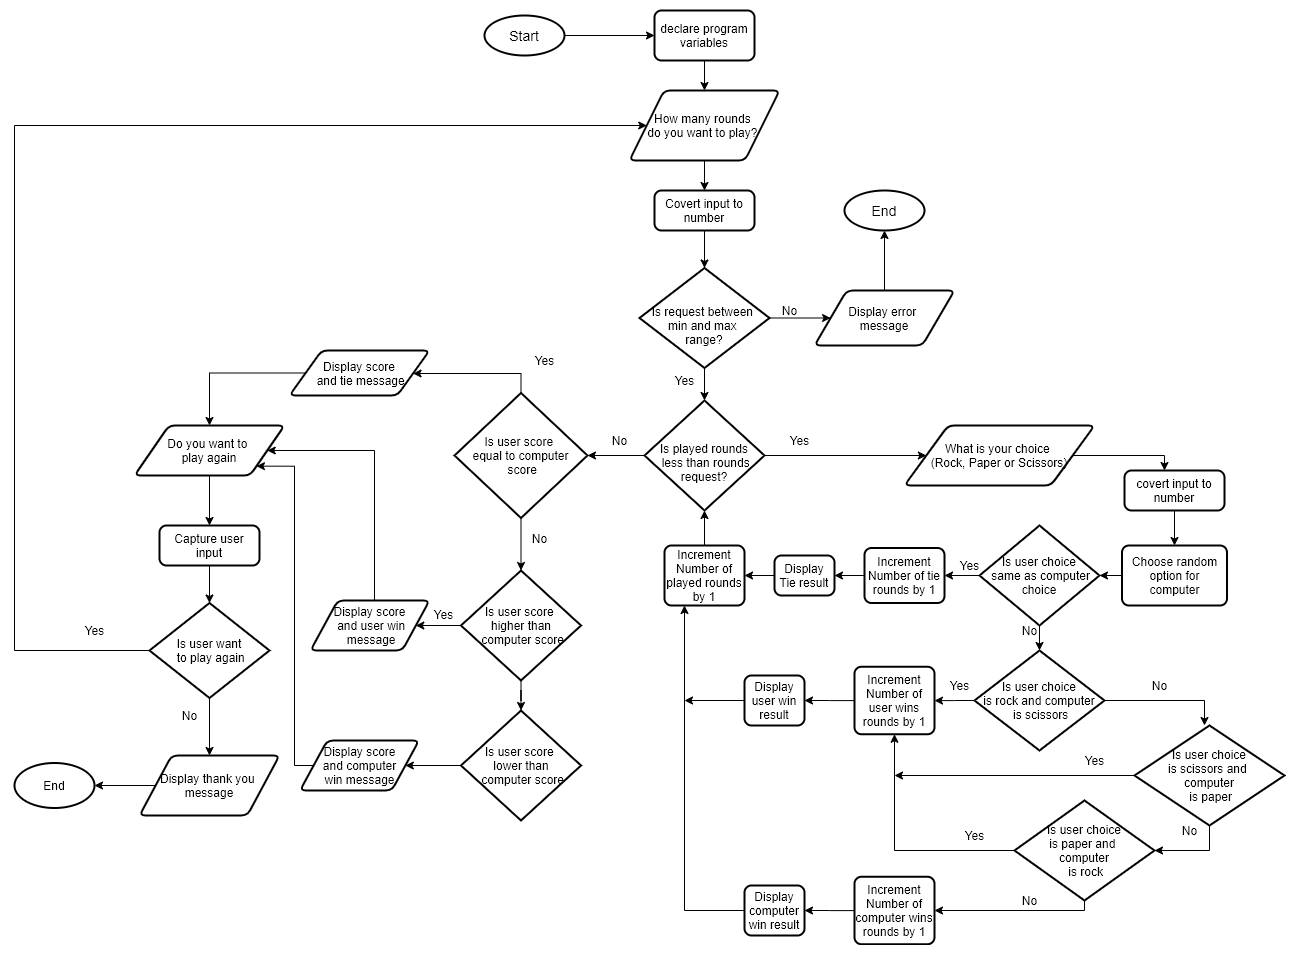 Start
declare program
variables
How many rounds
do you want to play?
Covert input to
number
End
Is request between
min and max
range?
No
Display error
message
Yes
Display score
and tie message
Yes
Do you want to
play again
Is user score
equal to computer
score
No
Is played rounds
less than rounds
request?
Yes
What is your choice
(Rock, Paper or Scissors)
covert input to
number
Capture user
input
No
Increment
Number of
played rounds
by 1
Display
Tie result
Increment
Number of tie
rounds by 1
Yes
Is user choice
same as computer
choice
Choose random
option for
computer
Yes
Is user want
to play again
Display score
and user win
message
Yes
Is user score
higher than
computer score
No
Display
user win
result
Increment
Number of
user wins
rounds by 1
Yes
Is user choice
is rock and computer
is scissors
No
No
Display thank you
message
End
Display score
and computer
win message
Is user score
lower than
computer score
Yes
Is user choice
is scissors and
computer
is paper
Yes
Is user choice
is paper and
computer
is rock
No
Display
computer
win result
Increment
Number of
computer wins
rounds by 1
No